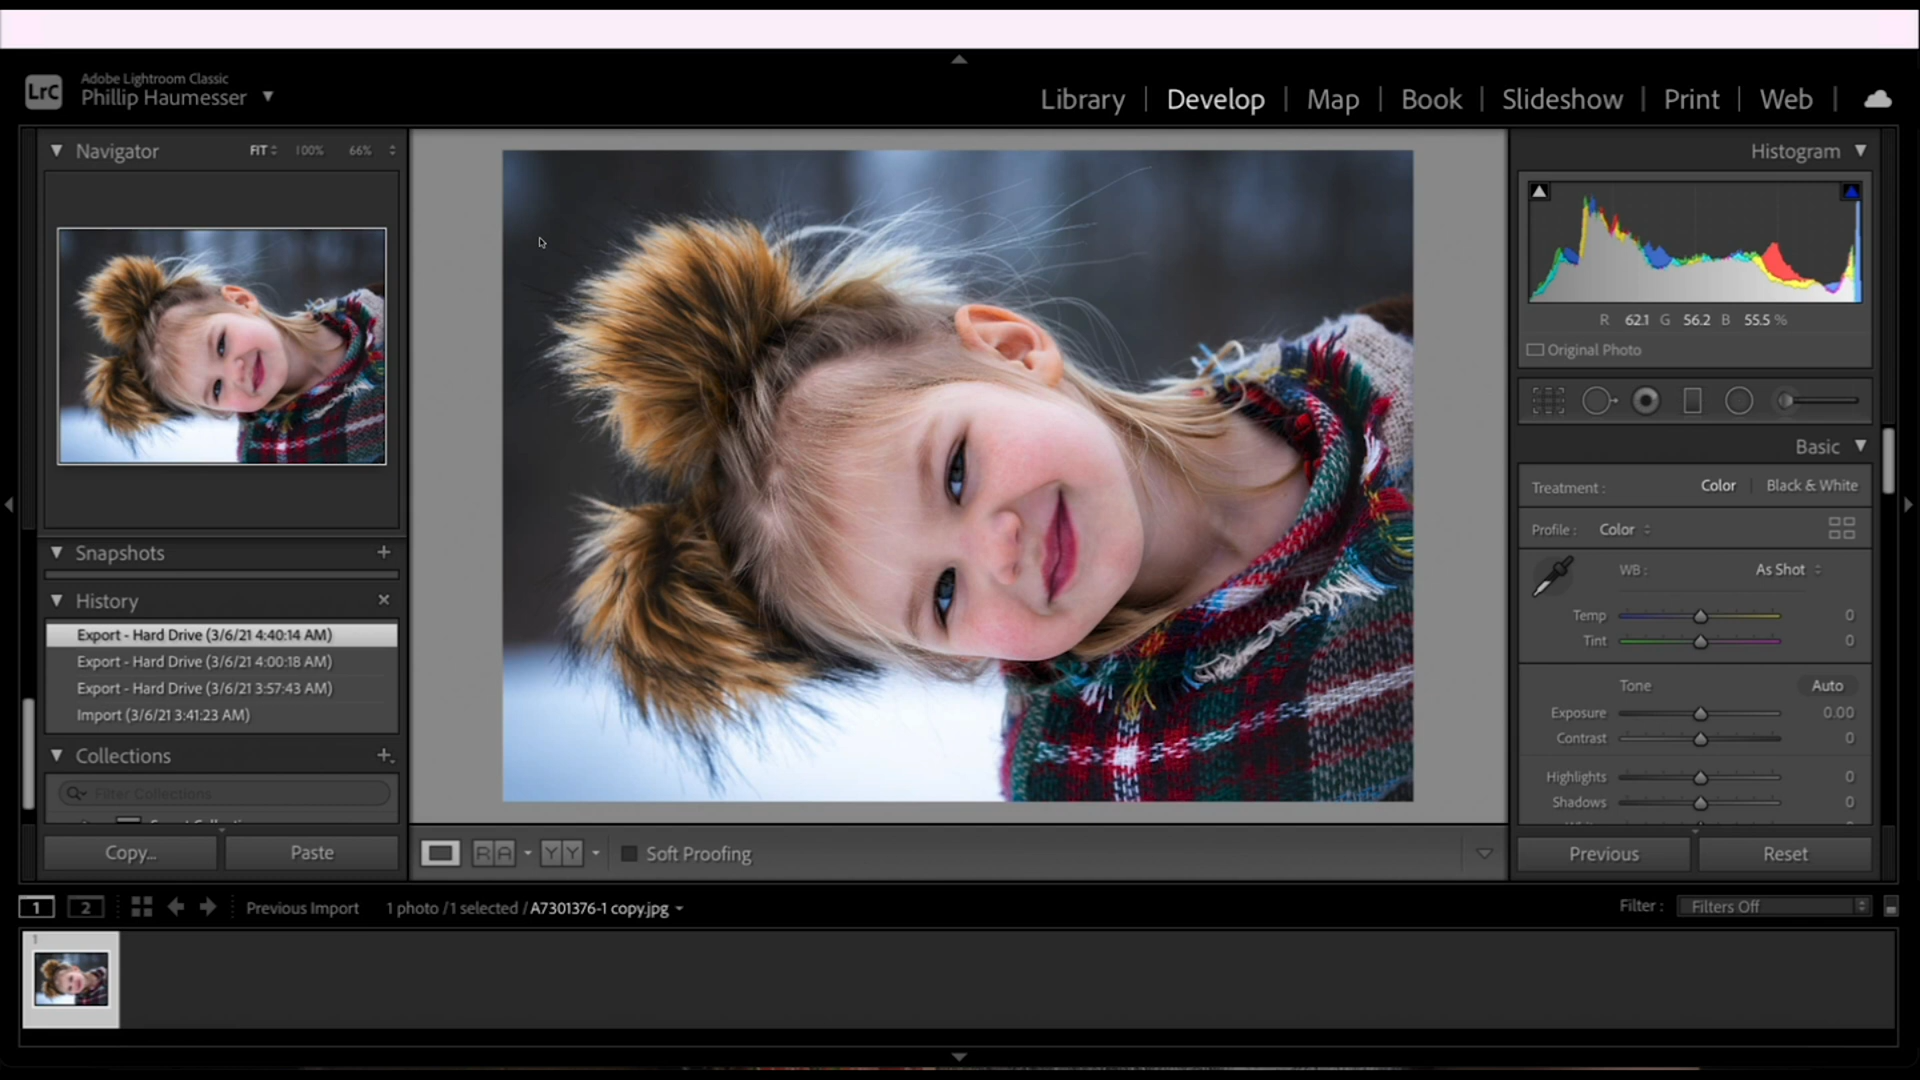 LrC
Adobe Lightroom Classic
Phillip Haumesser
Library | Develop | Map | Book | Slideshow | Print | Web
Navigator FIT 100% 66%
Histogram
R 62.1 G 56.2 B 55.5 %
Original Photo
Basic
Treatment : Color Black & White
Profile : Color
WB : As Shot
Temp 0
Tint 0
Tone Auto
Exposure 0.00
Contrast 0
Highlights 0
Shadows 0
Snapshots
History
Export - Hard Drive (3/6/21 4:40:14 AM)
Export - Hard Drive (3/6/21 4:00:18 AM)
Export - Hard Drive (3/6/21 3:57:43 AM)
Import (3/6/21 3:41:23 AM)
Collections
Filter Collections
Copy... Paste
R A Y Y Soft Proofing
Previous Reset
1 2 Previous Import 1 photo / 1 selected / A7301376-1 copy.jpg
Filter : Filters Off
1